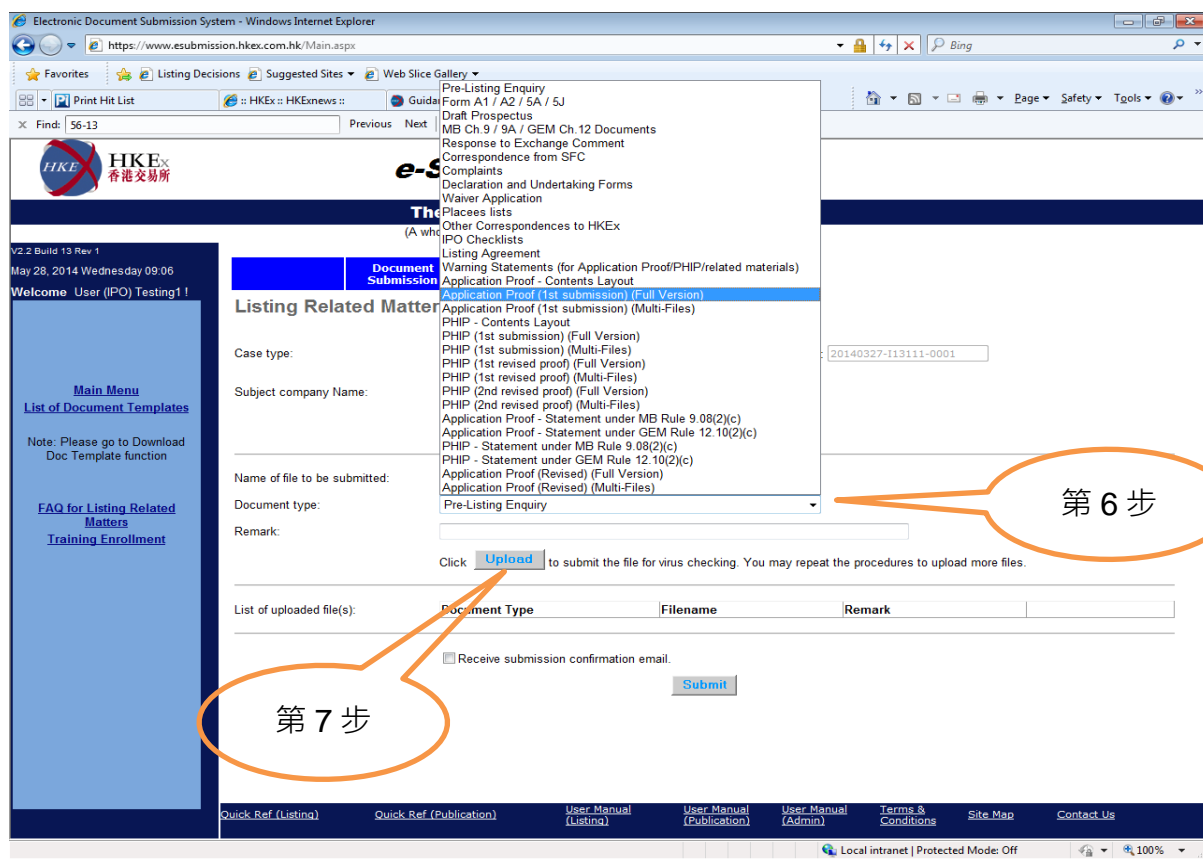 Electronic Document Submission System - Windows Internet Explorer
https://www.esubmission.hkex.com.hk/Main.aspx
Bing
Favorites Listing Decisions Suggested Sites Web Slice Gallery
Print Hit List :: HKEx :: HKExnews :: Page Safety Tools
Find: 56-13 Previous Next
Pre-Listing Enquiry
Form A1 / A2 / 5A / 5J
Draft Prospectus
MB Ch.9 / 9A / GEM Ch.12 Documents
Response to Exchange Comment
Correspondence from SFC
Complaints
Declaration and Undertaking Forms
Waiver Application
Placees lists
Other Correspondences to HKEx
IPO Checklists
Listing Agreement
Warning Statements (for Application Proof/PHIP/related materials)
Application Proof - Contents Layout
Application Proof (1st submission) (Full Version)
Application Proof (1st submission) (Multi-Files)
PHIP - Contents Layout
PHIP (1st submission) (Full Version)
PHIP (1st submission) (Multi-Files)
PHIP (1st revised proof) (Full Version)
PHIP (1st revised proof) (Multi-Files)
PHIP (2nd revised proof) (Full Version)
PHIP (2nd revised proof) (Multi-Files)
Application Proof - Statement under MB Rule 9.08(2)(c)
Application Proof - Statement under GEM Rule 12.10(2)(c)
PHIP - Statement under MB Rule 9.08(2)(c)
PHIP - Statement under GEM Rule 12.10(2)(c)
Application Proof (Revised) (Full Version)
Application Proof (Revised) (Multi-Files)
HKE HKEx
香港交易所
e-S
The
(A who
V2.2 Build 13 Rev 1
May 28, 2014 Wednesday 09:06
Welcome User (IPO) Testing1 !
Document
Submission
Listing Related Matter
Case type: : 20140327-I13111-0001
Subject company Name:
Main Menu
List of Document Templates
Note: Please go to Download
Doc Template function
FAQ for Listing Related
Matters
Training Enrollment
Name of file to be submitted:
Document type: Pre-Listing Enquiry
第 6 步
Remark:
Click Upload to submit the file for virus checking. You may repeat the procedures to upload more files.
List of uploaded file(s): Document Type Filename Remark
Receive submission confirmation email.
Submit
第 7 步
Quick Ref (Listing) Quick Ref (Publication) User Manual
(Listing) User Manual
(Publication) User Manual
(Admin) Terms &
Conditions Site Map Contact Us
Local intranet | Protected Mode: Off 100%